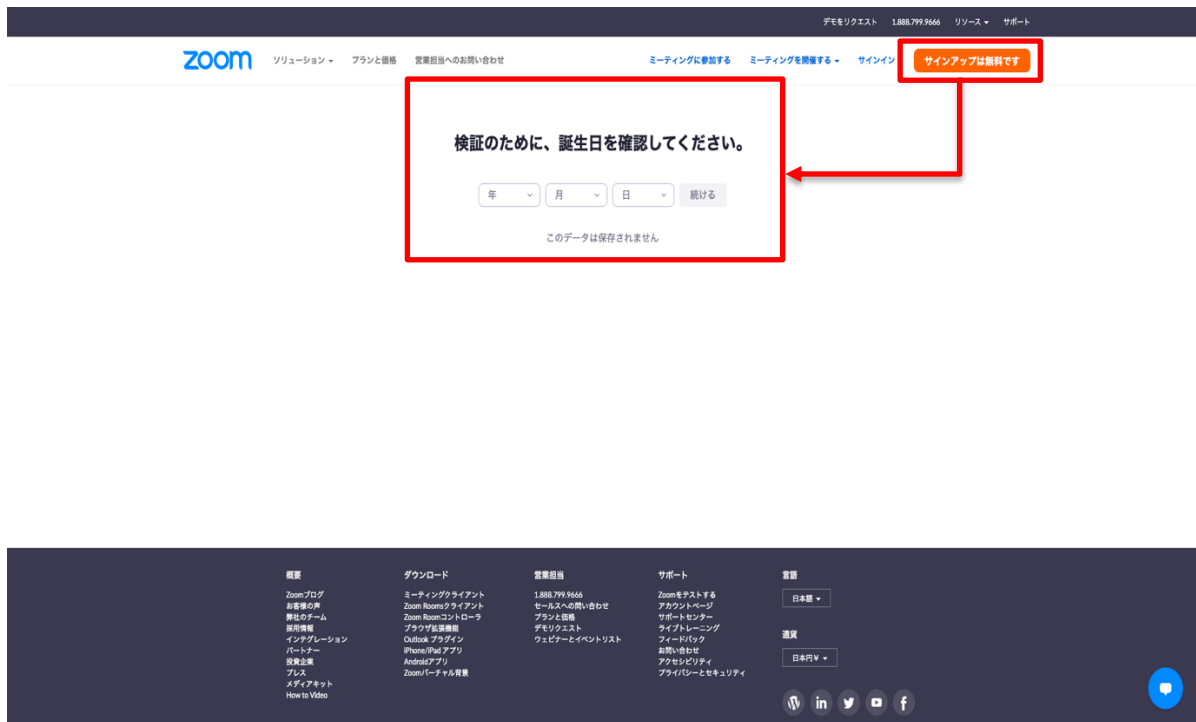 デモをリクエスト 1.888.799.9666 リソース サポート
zoom ソリューション プランと価格 営業担当へのお問い合わせ ミーティングに参加する ミーティングを開催する サインイン サインアップは無料です
検証のために、誕生日を確認してください。
年 月 日 続ける
このデータは保存されません
概要
Zoomブログ
お客様の声
弊社のチーム
採用情報
インテグレーション
パートナー
投資企業
プレス
メディアキット
How to Video
ダウンロード
ミーティングクライアント
Zoom Roomsクライアント
Zoom Roomコントローラ
ブラウザ拡張機能
Outlook プラグイン
iPhone/iPad アプリ
Androidアプリ
Zoomバーチャル背景
営業担当
1.888.799.9666
セールスへの問い合わせ
プランと価格
デモリクエスト
ウェビナーとイベントリスト
サポート
Zoomをテストする
アカウントページ
サポートセンター
ライブトレーニング
フィードバック
お問い合わせ
アクセシビリティ
プライバシーとセキュリティ
言語
日本語
通貨
日本円¥